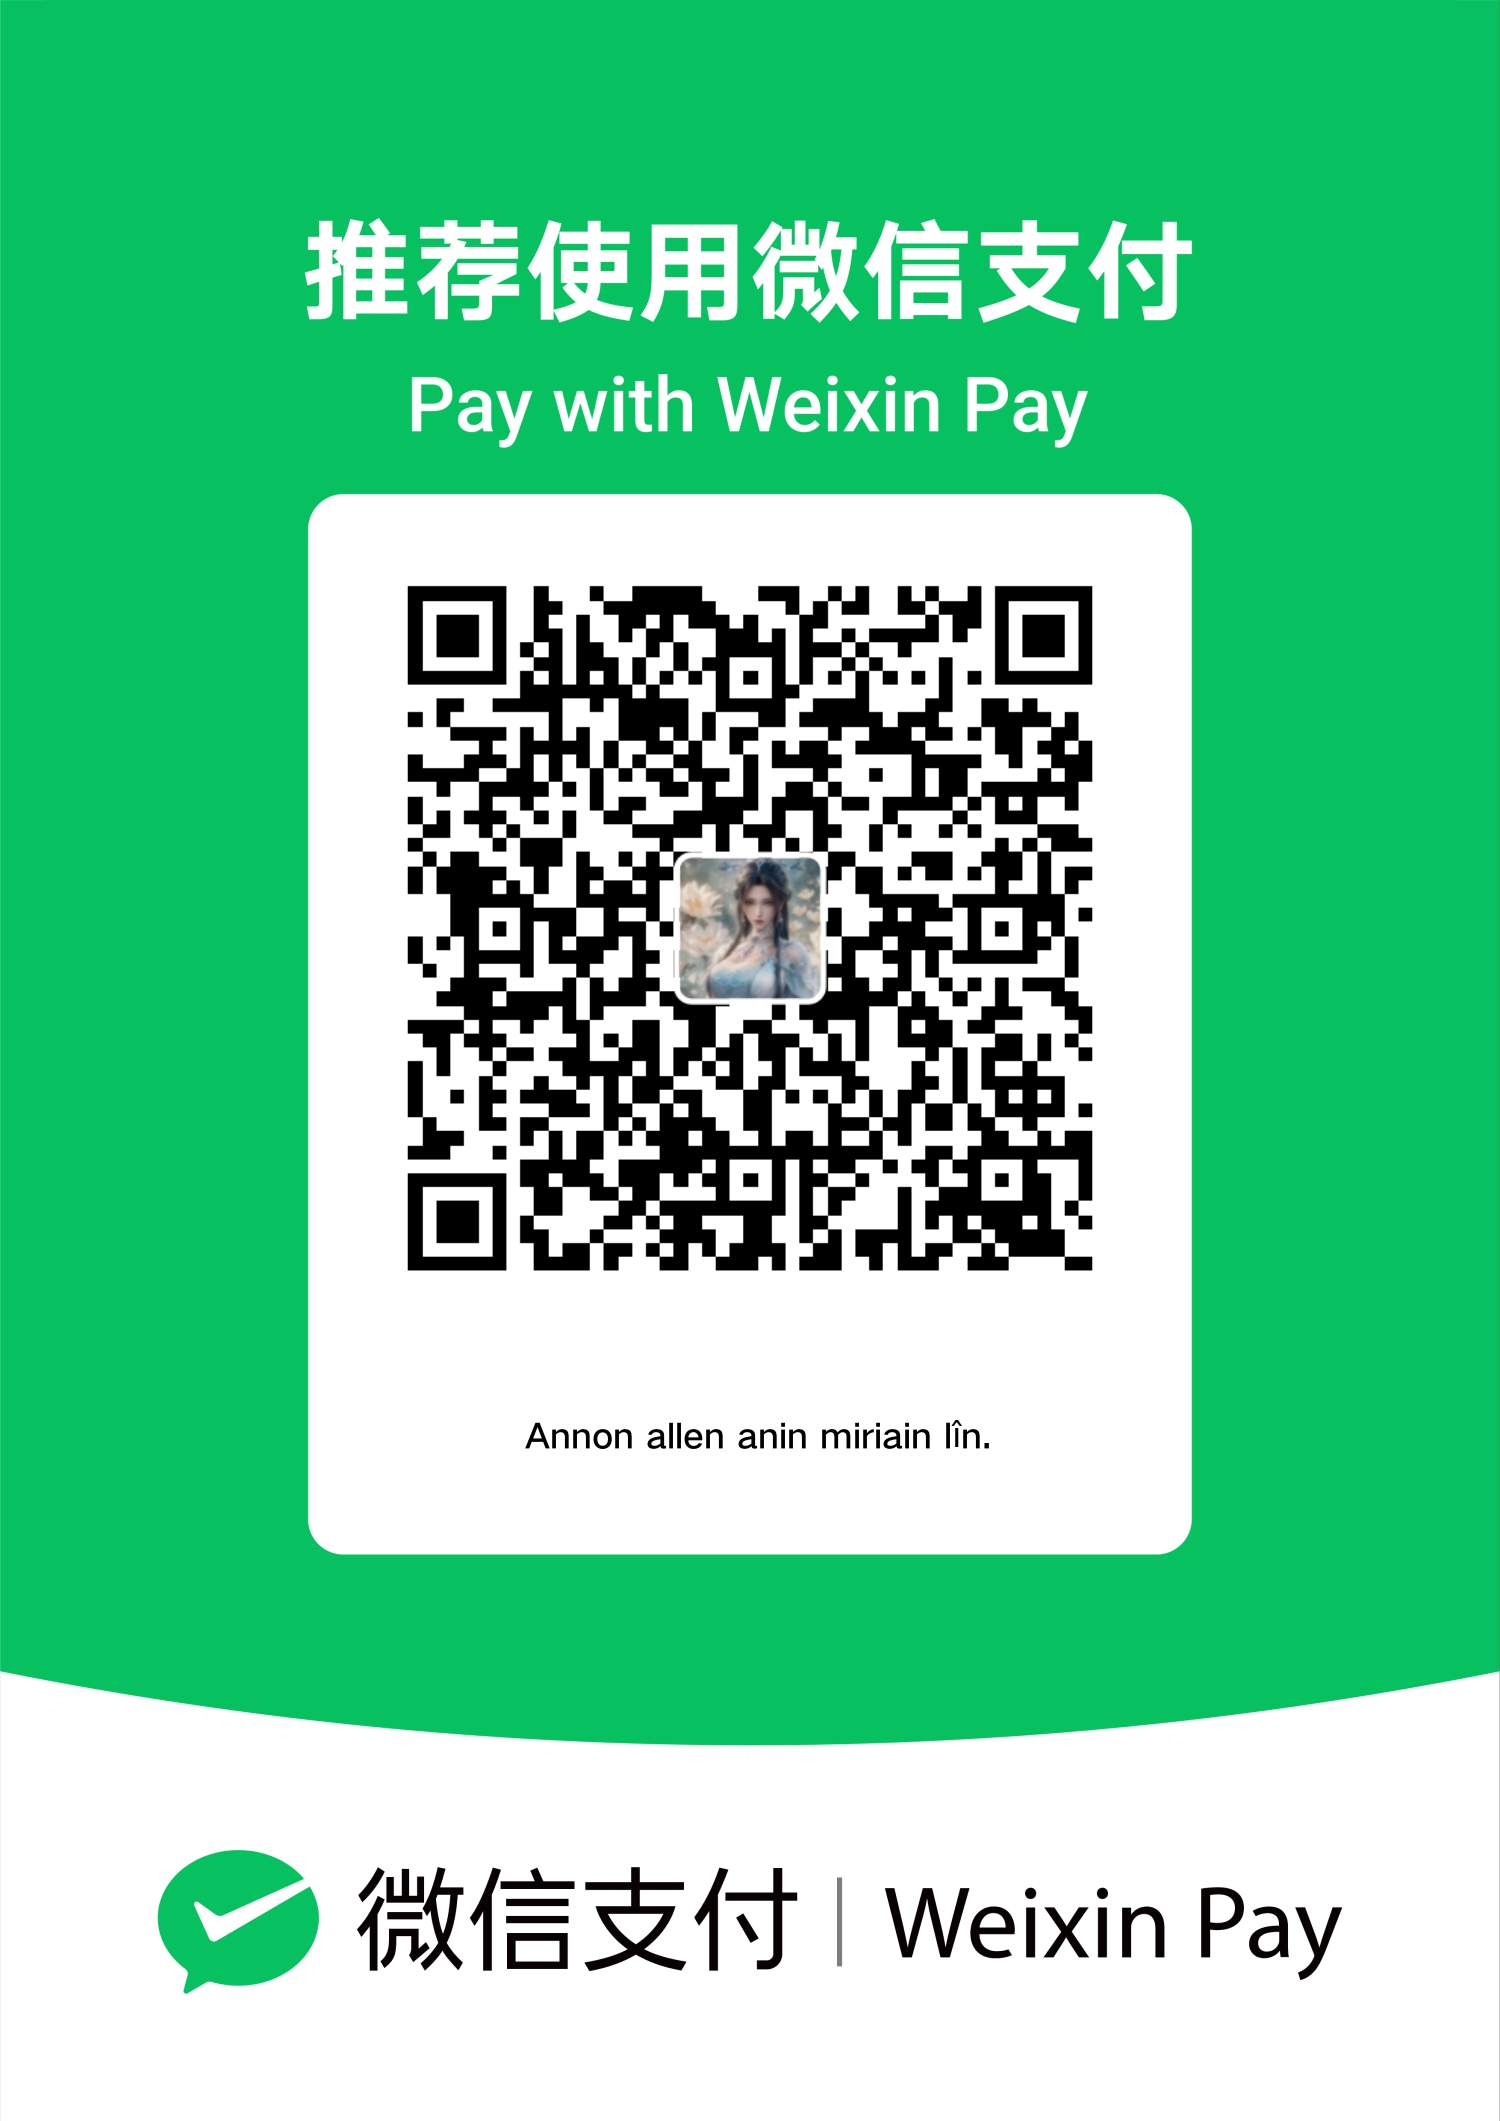 推荐使用微信支付
Pay with Weixin Pay
Annon allen anin miriain lîn.
微信支付 | Weixin Pay